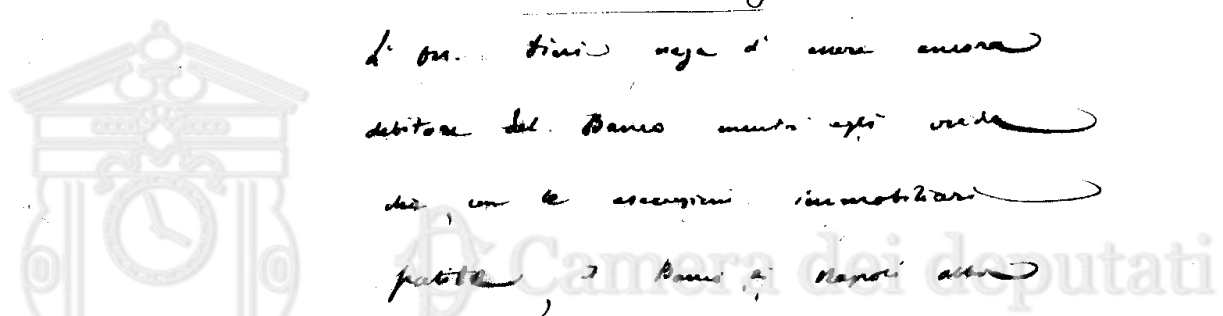 L'on. Tini nega d'essere ancora
debitore del Banco mentre egli crede
che, con le esecuzioni immobiliari
patite, il Banco di Napoli abbia
Camera dei deputati